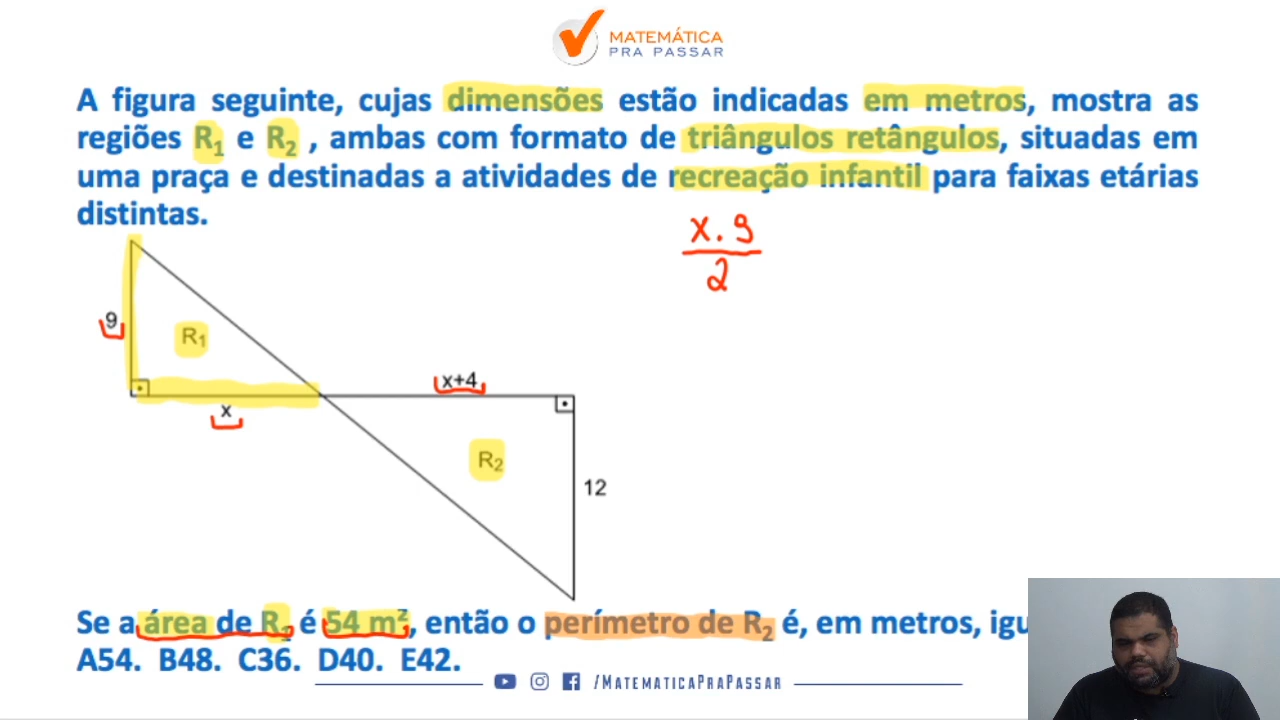 MATEMÁTICA
PRA PASSAR
A figura seguinte, cujas dimensões estão indicadas em metros, mostra as
regiões R₁ e R₂ , ambas com formato de triângulos retângulos, situadas em
uma praça e destinadas a atividades de recreação infantil para faixas etárias
distintas.
x . 9
2
9
R₁
x+4
x
R₂
12
Se a área de R₁ é 54 m², então o perímetro de R₂ é, em metros, igu
A54. B48. C36. D40. E42.
/MATEMATICAPRAPASSAR